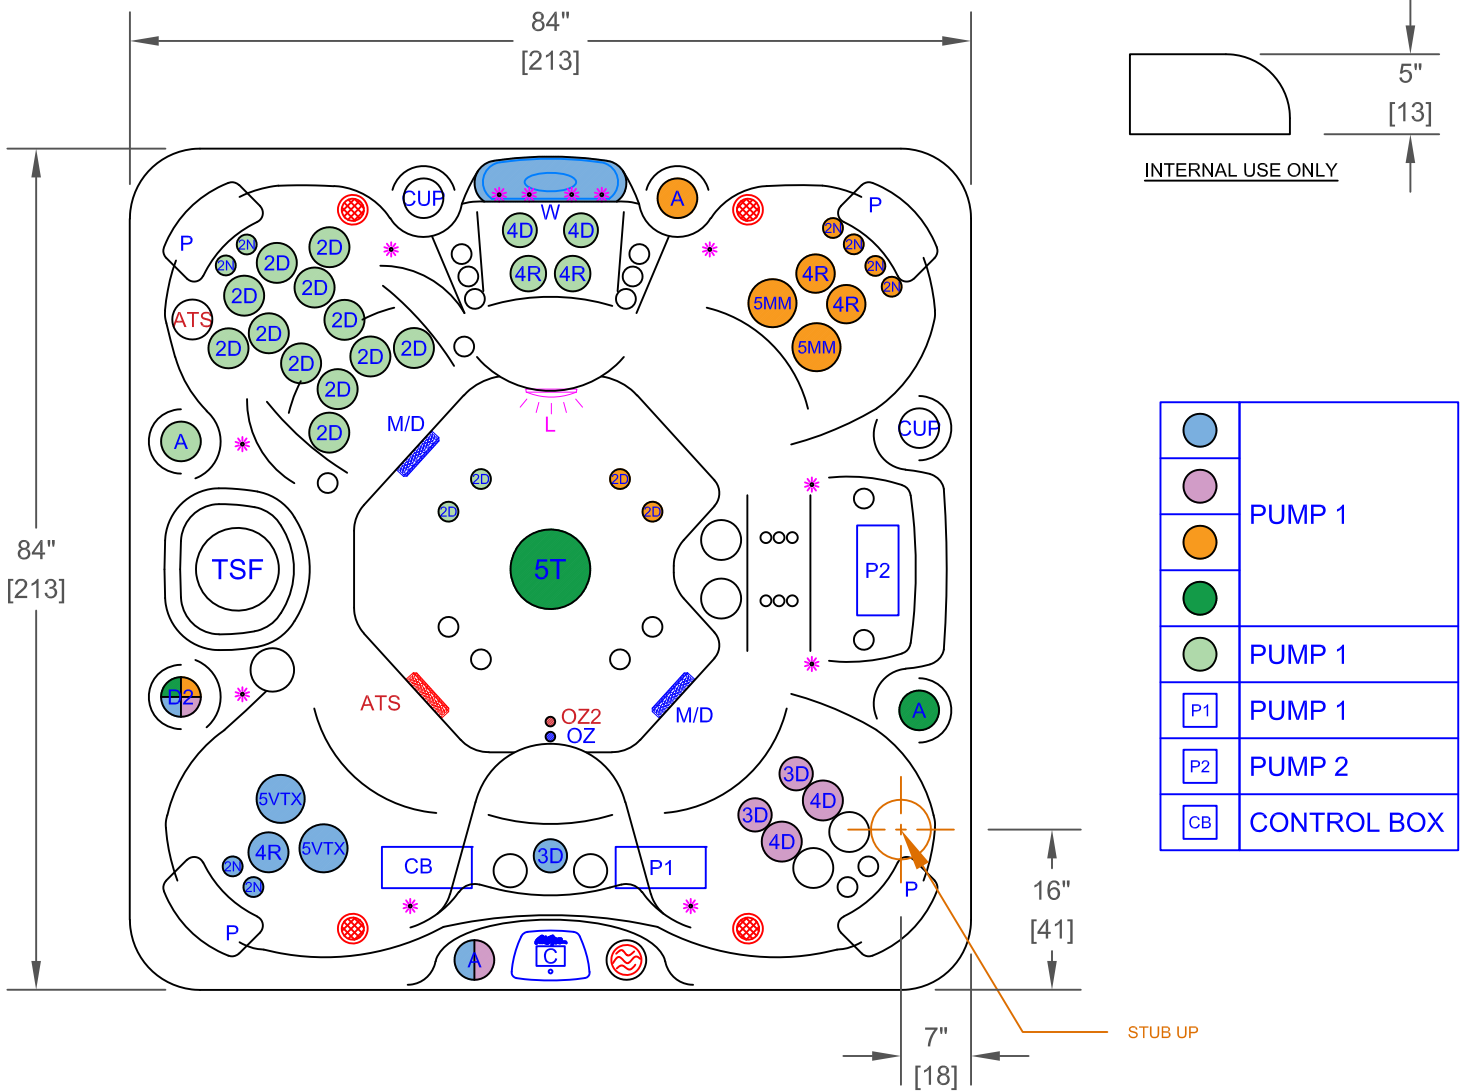 84"
[213]
5"
[13]
INTERNAL USE ONLY
CUP
A
P
P
W
4D
4D
4R
4R
2N
2N
2D
2D
2D
2D
2D
2D
2D
2D
2D
2D
2D
2D
ATS
2N
2N
2N
2N
4R
4R
5MM
5MM
L
M/D
A
CUP
84"
[213]
2D
2D
2D
2D
TSF
5T
P2
D2
ATS
M/D
A
OZ2
OZ
5VTX
5VTX
4R
2N
2N
P
CB
3D
P1
3D
4D
3D
4D
P
A
C
PUMP 1
PUMP 1
P1
PUMP 1
P2
PUMP 2
CB
CONTROL BOX
16"
[41]
STUB UP
7"
[18]